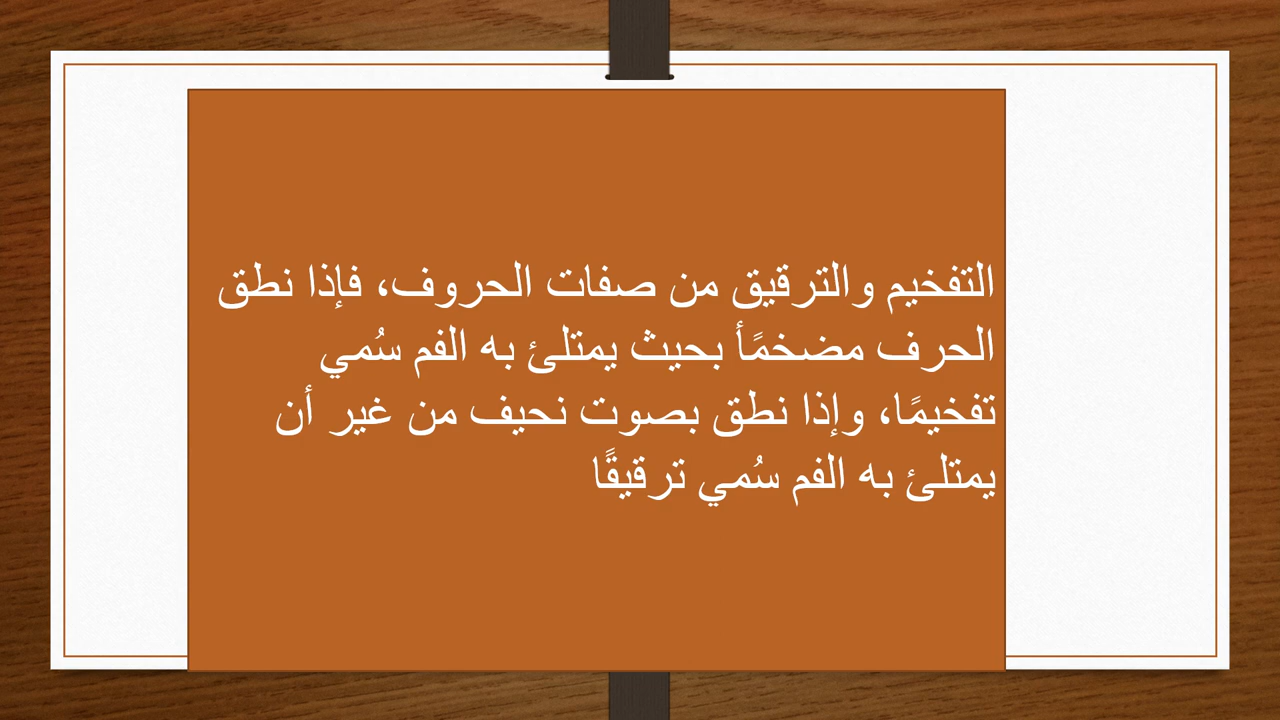 التفخيم والترقيق من صفات الحروف، فإذا نطق
الحرف مضخمًأ بحيث يمتلئ به الفم سُمي
تفخيمًا، وإذا نطق بصوت نحيف من غير أن
يمتلئ به الفم سُمي ترقيقًا